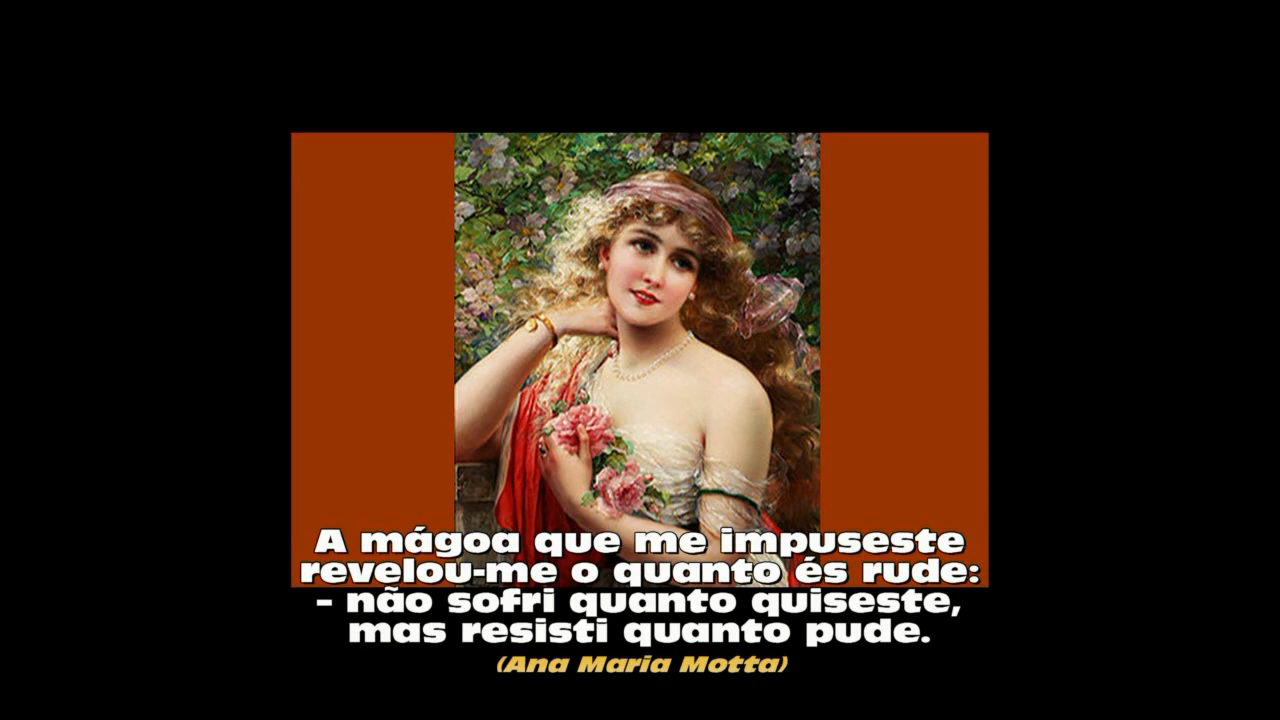 A mágoa que me impuseste
revelou-me o quanto és rude:
- não sofri quanto quiseste,
mas resisti quanto pude.
(Ana Maria Motta)